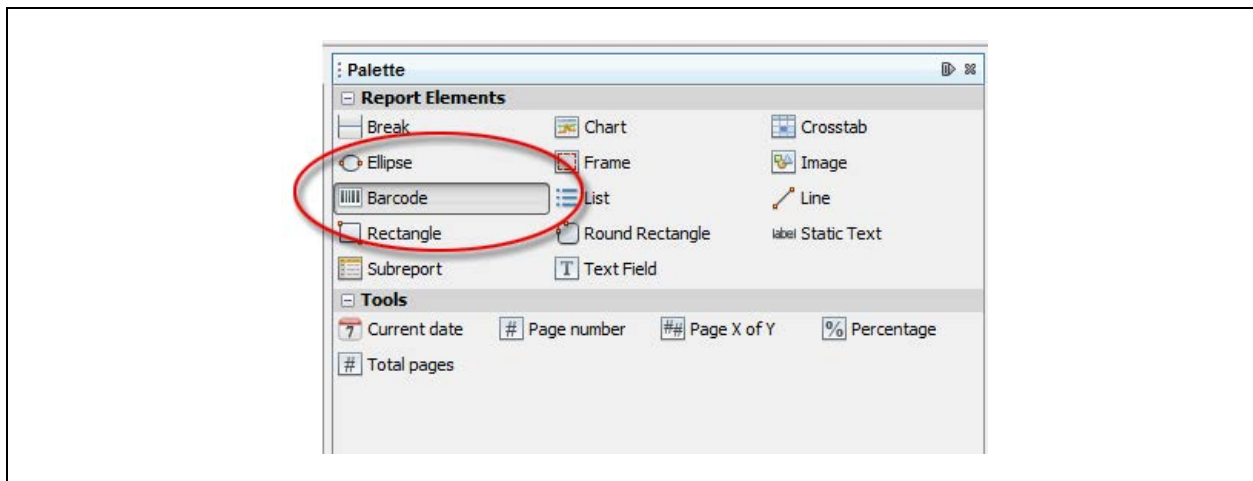 Palette
Report Elements
Break Chart Crosstab
Ellipse Frame Image
Barcode List Line
Rectangle Round Rectangle label Static Text
Subreport T Text Field
Tools
7 Current date # Page number ## Page X of Y % Percentage
# Total pages